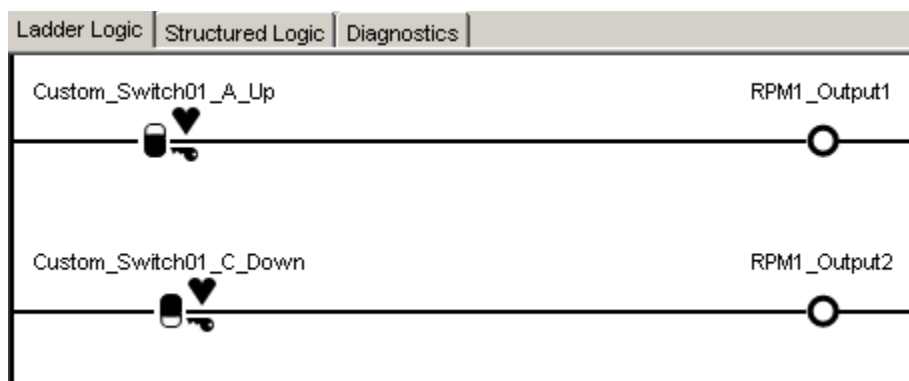 Ladder Logic Structured Logic Diagnostics
Custom_Switch01_A_Up RPM1_Output1
Custom_Switch01_C_Down RPM1_Output2